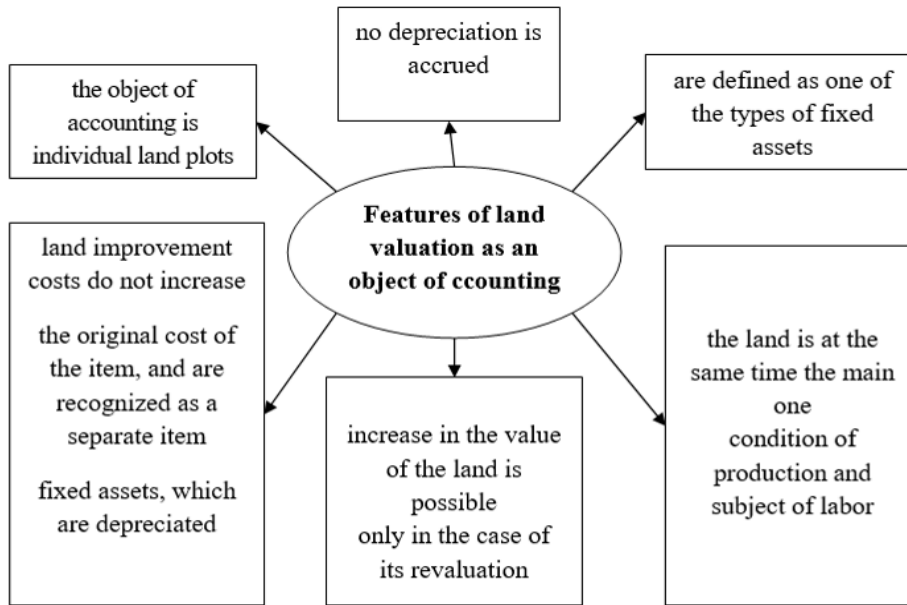 no depreciation is
accrued
the object of
accounting is
individual land plots
are defined as one of
the types of fixed
assets
Features of land
valuation as an
object of ccounting
land improvement
costs do not increase
the original cost of
the item, and are
recognized as a
separate item
fixed assets, which
are depreciated
increase in the value
of the land is
possible
only in the case of
its revaluation
the land is at the
same time the main
one
condition of
production and
subject of labor